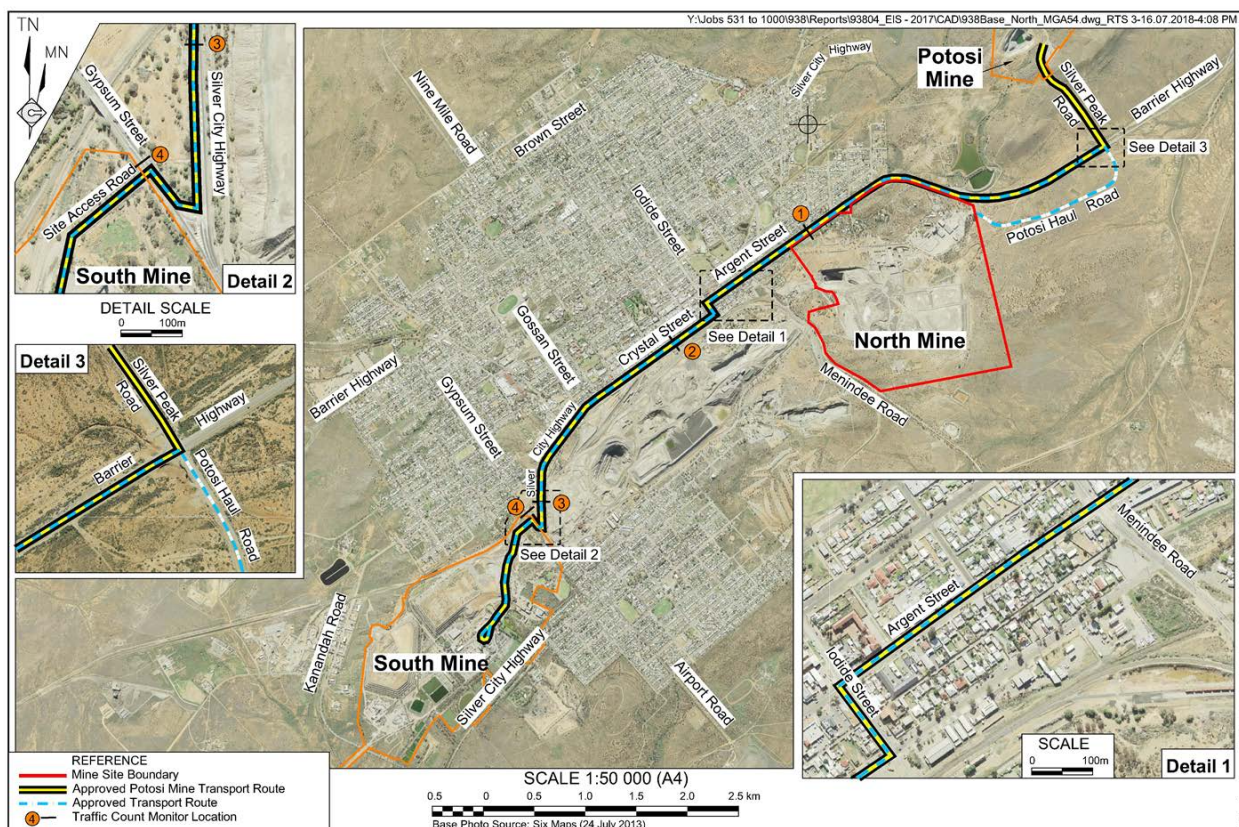 Y:\Jobs 531 to 1000\938\Reports\93804_EIS - 2017\CAD\938Base_North_MGA54.dwg_RTS 3-16.07.2018-4:08 PM
TN
MN
Gypsum Street
3
Silver City Highway
4
Site Access Road
South Mine
Detail 2
DETAIL SCALE
0 100m
Detail 3
Silver Peak
Road
Highway
Barrier
Potosi Haul
Road
Nine Mile Road
Brown Street
Silver City Highway
Potosi
Mine
Silver Peak
Road
Barrier Highway
See Detail 3
Iodide Street
1
Argent Street
Potosi Haul Road
Gossan Street
Crystal Street
See Detail 1
North Mine
2
Barrier Highway
Menindee Road
Gypsum Street
Silver City Highway
4
3
See Detail 2
Kanandah Road
South Mine
Silver City Highway
Airport Road
Menindee Road
Argent Street
Iodide Street
SCALE
0 100m
Detail 1
REFERENCE
Mine Site Boundary
Approved Potosi Mine Transport Route
Approved Transport Route
4 Traffic Count Monitor Location
SCALE 1:50 000 (A4)
0.5 0 0.5 1.0 1.5 2.0 2.5 km
Base Photo Source: Six Maps (24 July 2013)